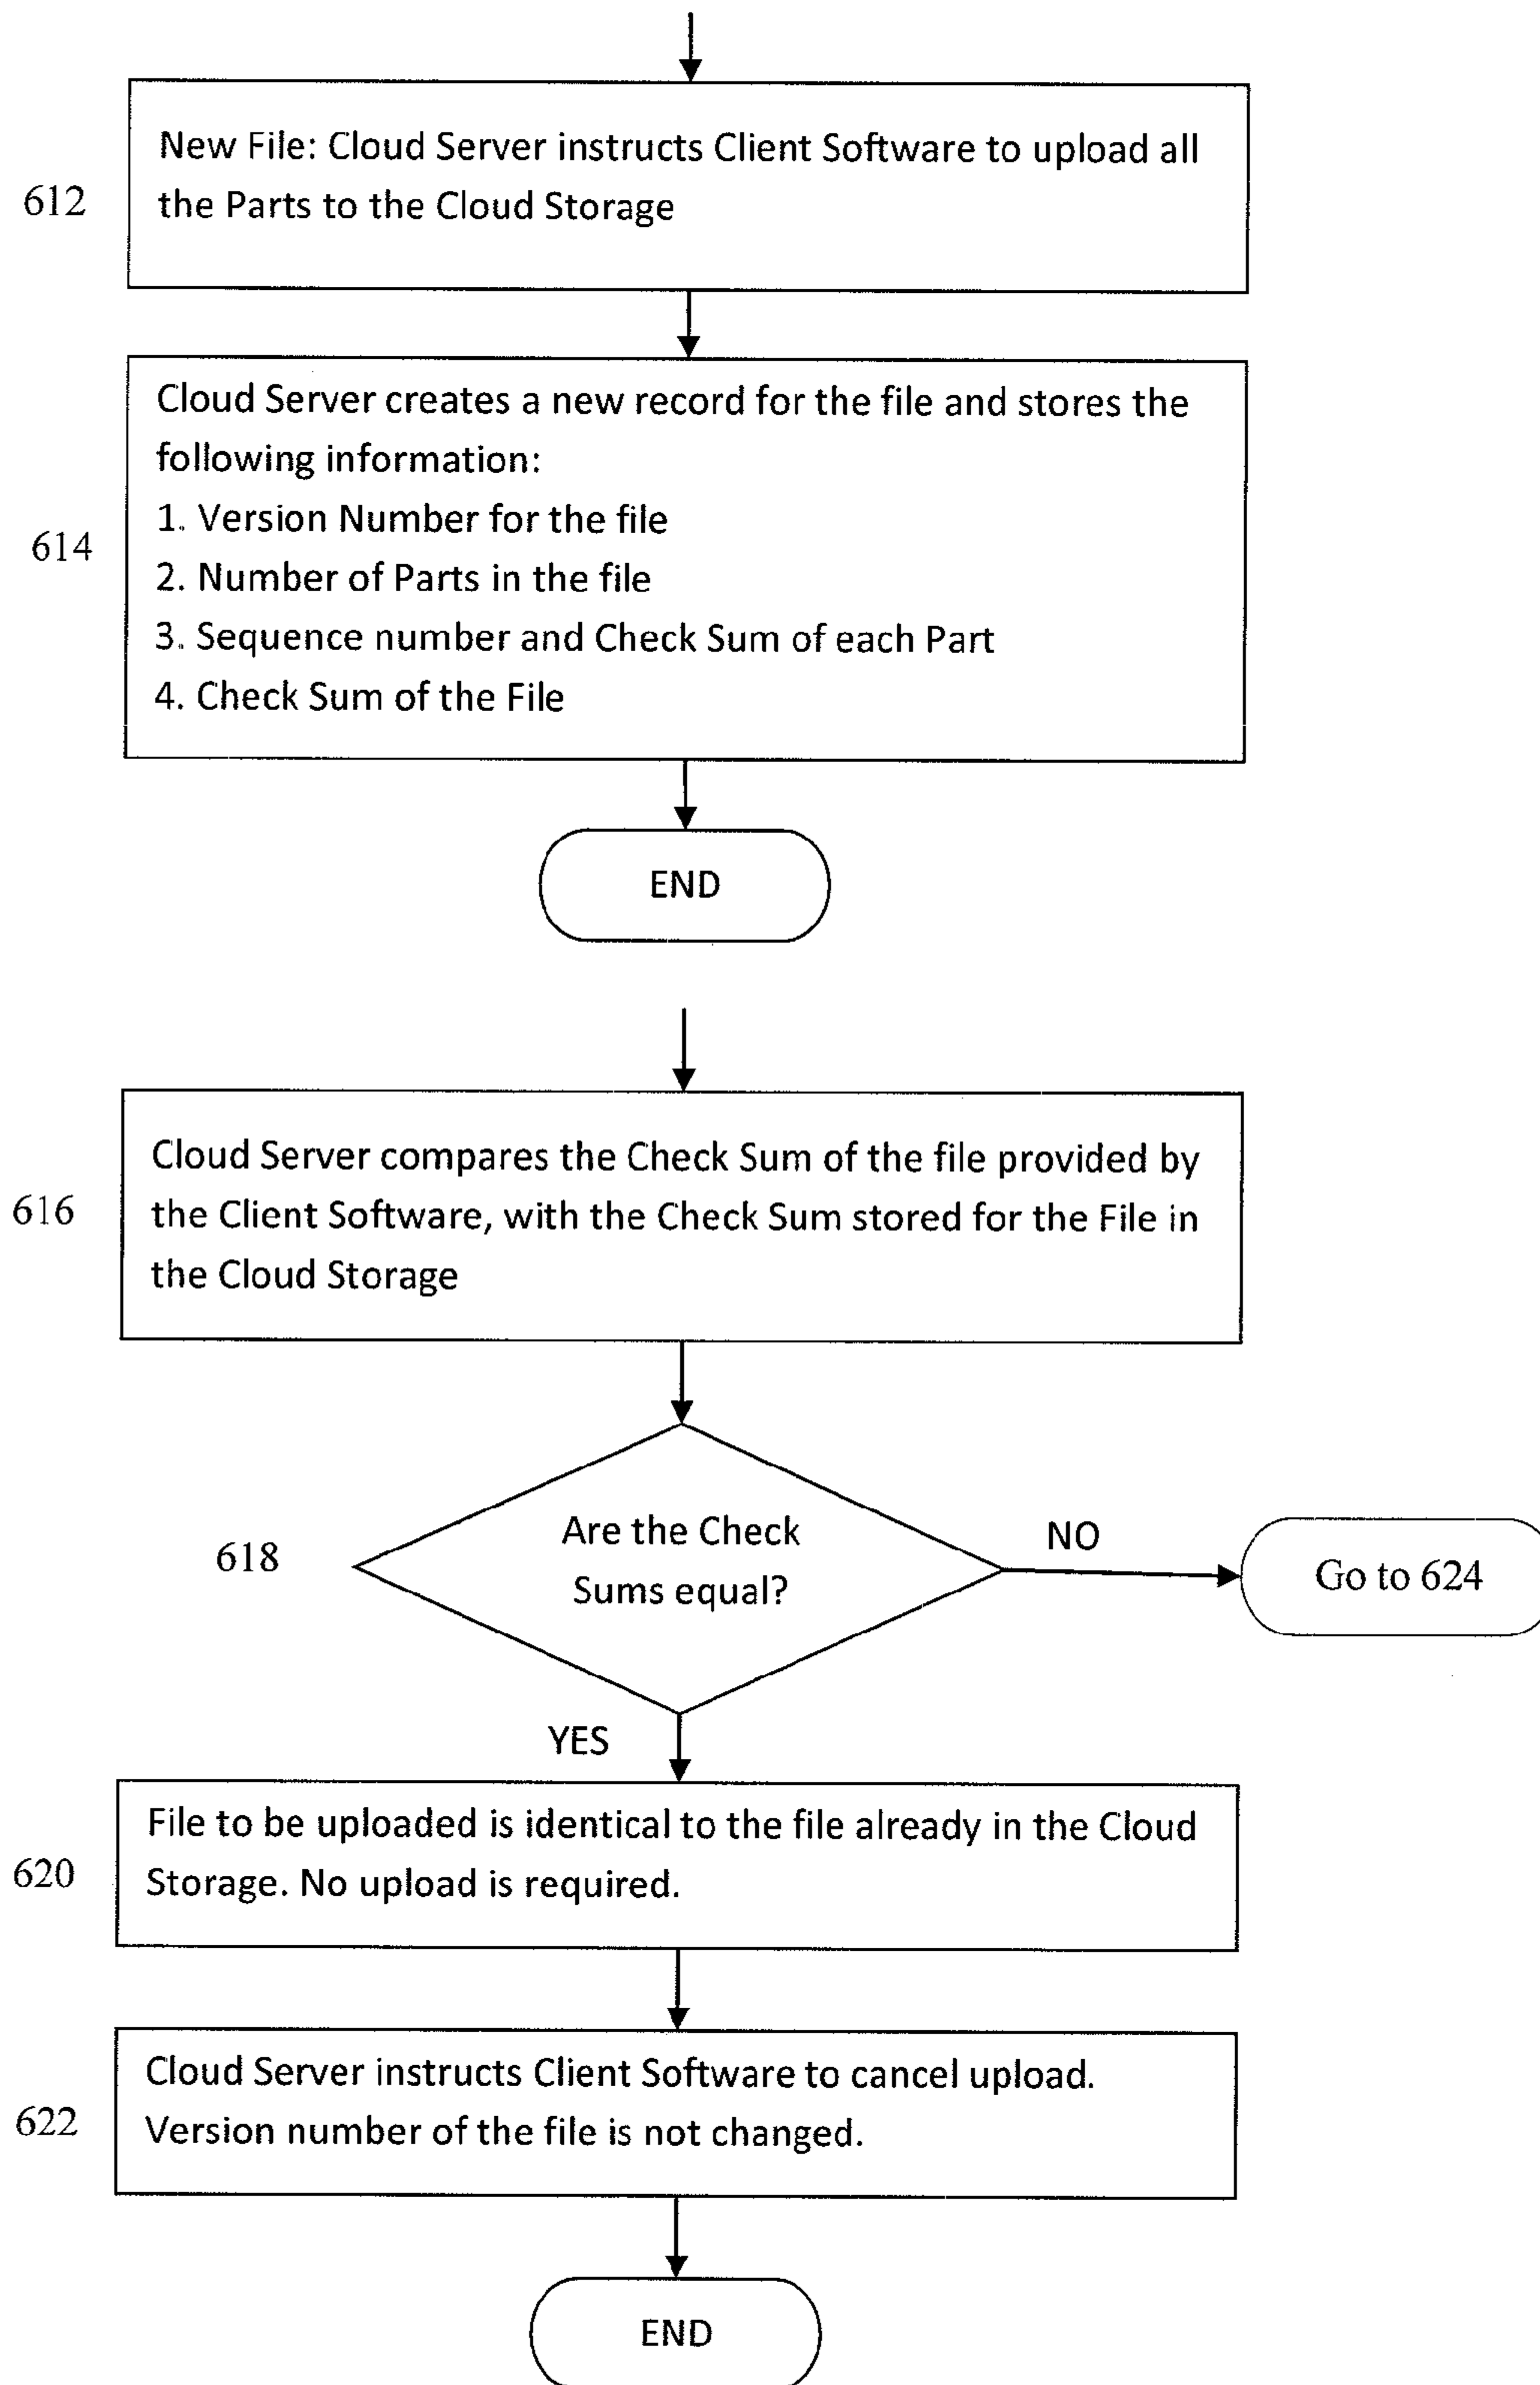 New File: Cloud Server instructs Client Software to upload all
the Parts to the Cloud Storage
612
Cloud Server creates a new record for the file and stores the
following information:
1. Version Number for the file
614
2. Number of Parts in the file
3. Sequence number and Check Sum of each Part
4. Check Sum of the File
END
Cloud Server compares the Check Sum of the file provided by
616
the Client Software, with the Check Sum stored for the File in
the Cloud Storage
618
Are the Check
Sums equal?
NO
Go to 624
YES
File to be uploaded is identical to the file already in the Cloud
620
Storage. No upload is required.
Cloud Server instructs Client Software to cancel upload.
622
Version number of the file is not changed.
END